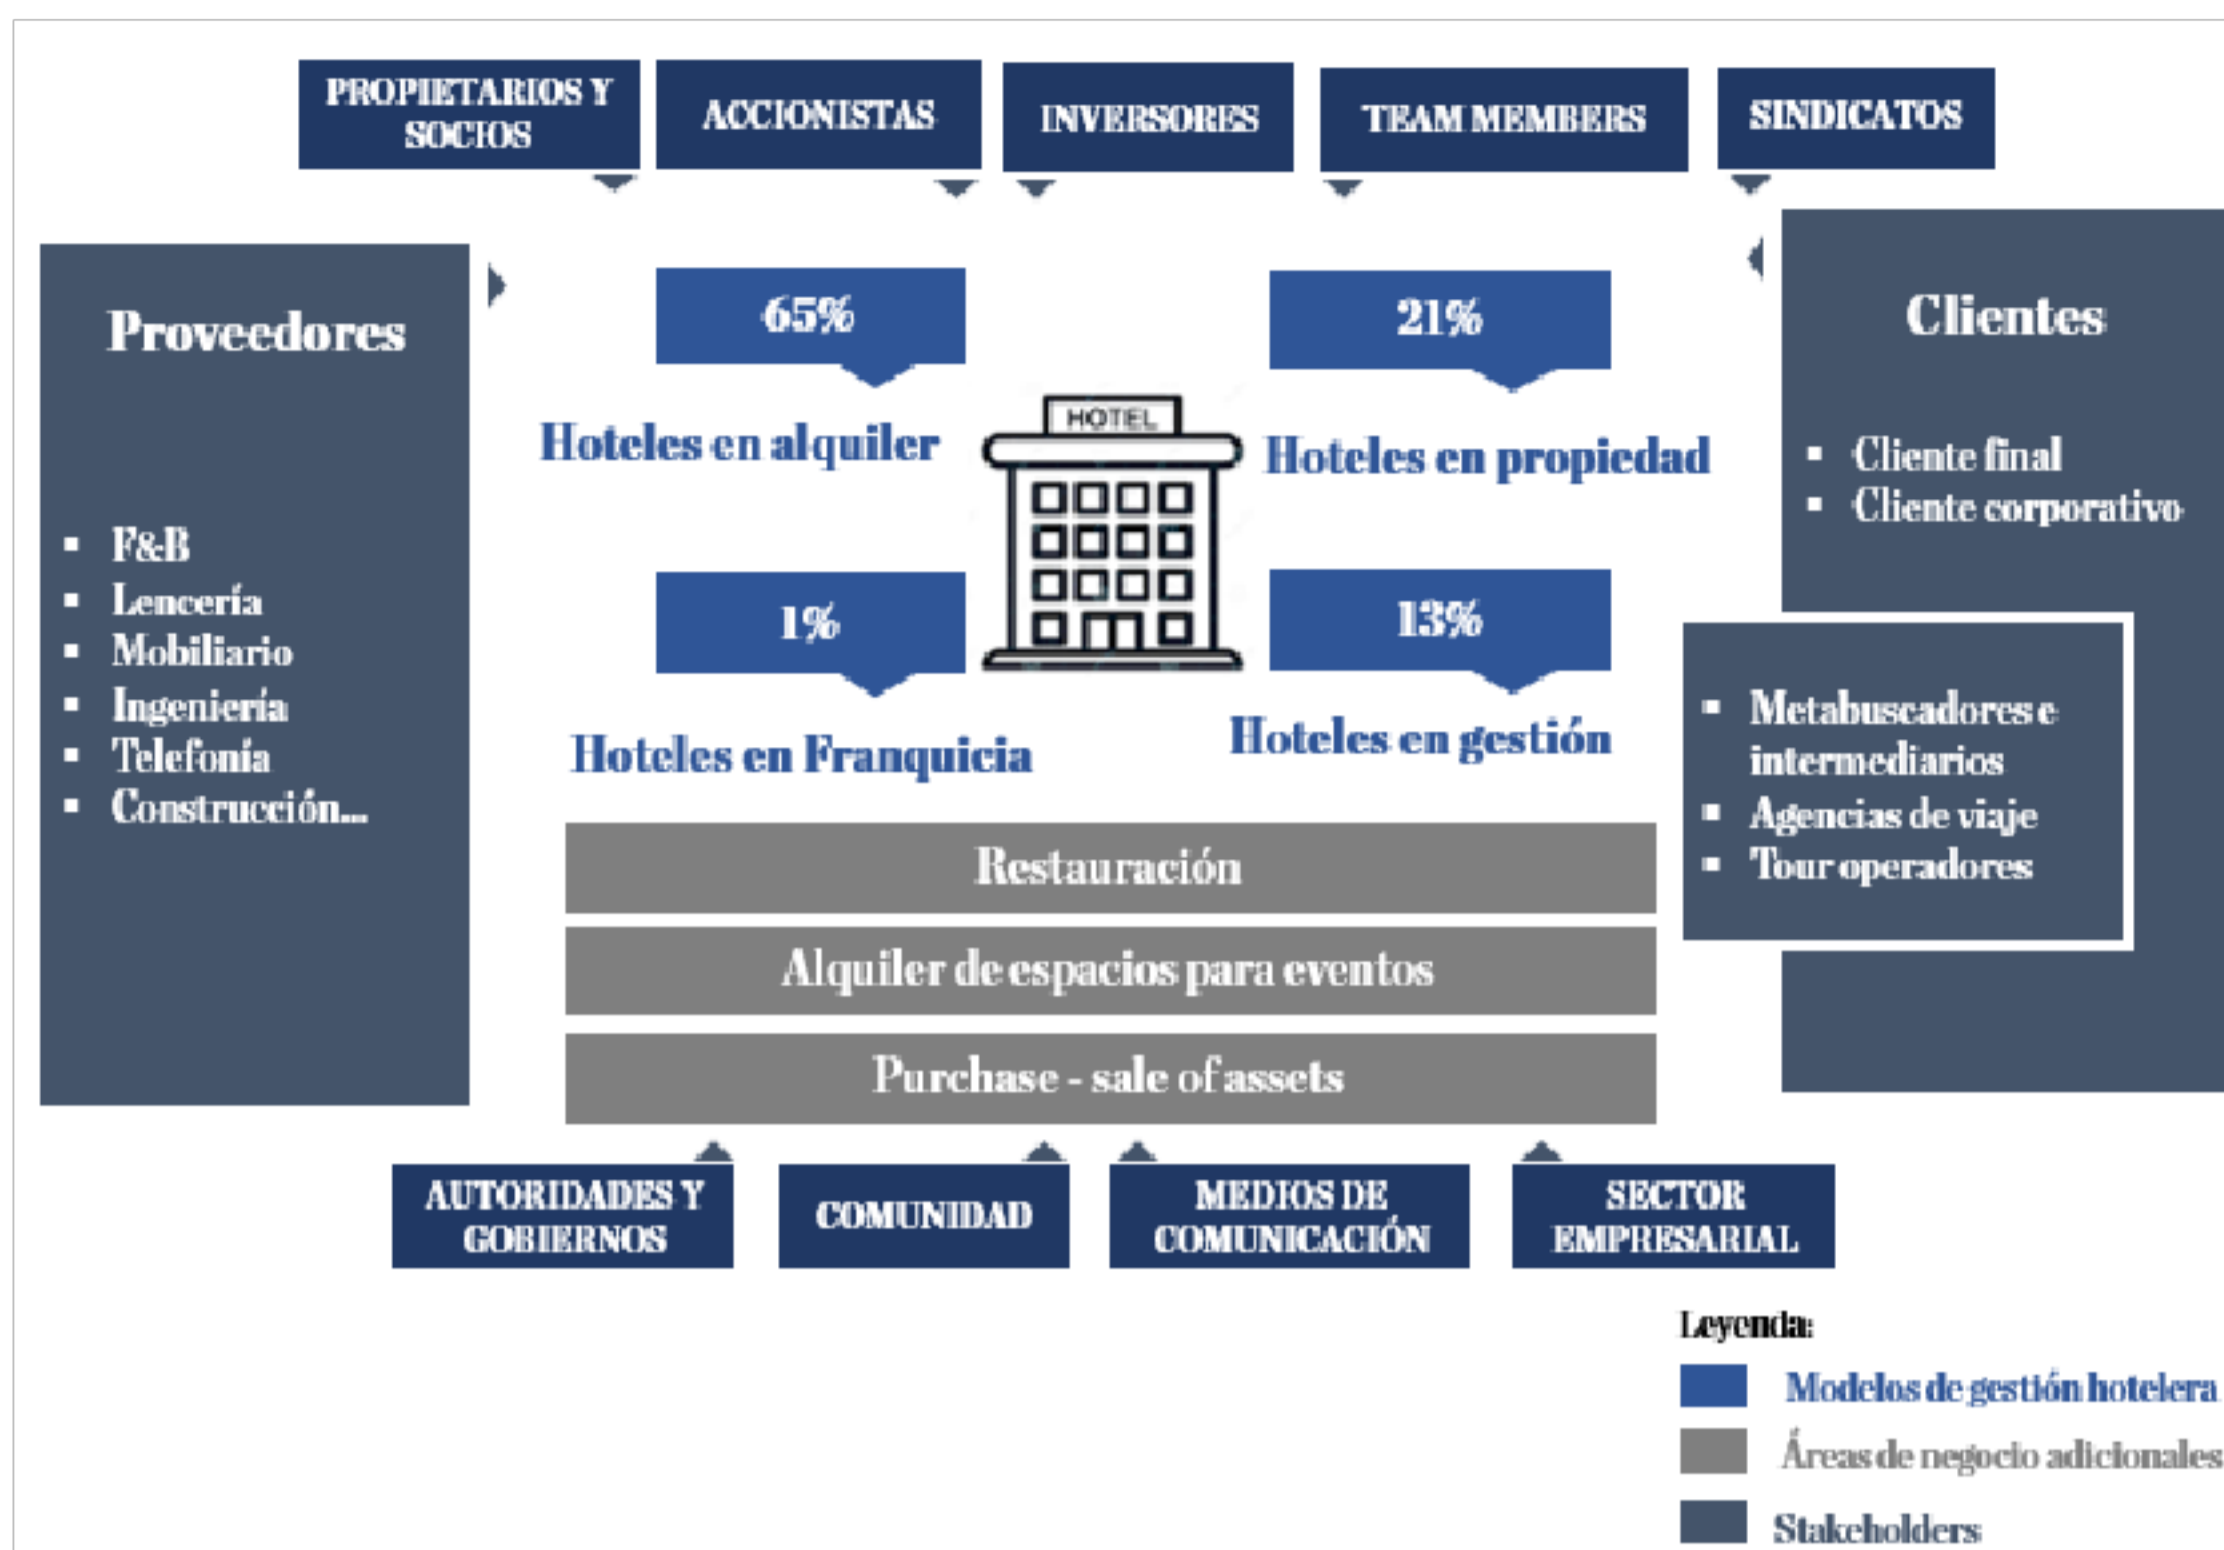 PROPIETARIOS Y
SOCIOS
ACCIONISTAS
INVERSORES
TEAM MEMBERS
SINDICATOS
Proveedores
F&B
Lencería
Mobiliario
Ingeniería
Telefonía
Construcción...
65%
Hoteles en alquiler
21%
Hoteles en propiedad
HOTEL
1%
Hoteles en Franquicia
13%
Hoteles en gestión
Clientes
Cliente final
Cliente corporativo
Metabuscadores e
intermediarios
Agencias de viaje
Tour operadores
Restauración
Alquiler de espacios para eventos
Purchase - sale of assets
AUTORIDADES Y
GOBIERNOS
COMUNIDAD
MEDIOS DE
COMUNICACIÓN
SECTOR
EMPRESARIAL
Leyenda:
Modelos de gestión hotelera
Áreas de negocio adicionales
Stakeholders